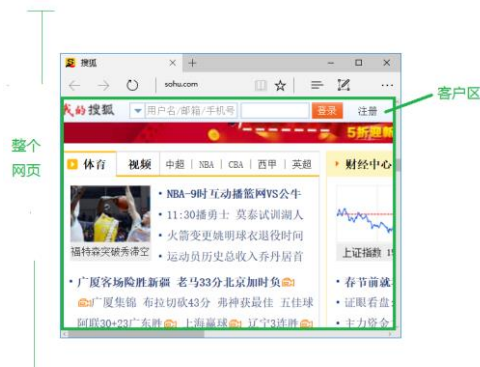 搜狐
sohu.com
客户区
我的搜狐 用户名/邮箱/手机号 登录 注册
5折迎新
整个
网页
体育 视频 中超 | NBA | CBA | 西甲 | 英超 财经中心
NBA-9时互动播篮网VS公牛
11:30播勇士 莫泰试训湖人
火箭变更姚明球衣退役时间
福特森突破秀滞空 运动员历史总收入乔丹居首
上证指数
广厦客场险胜新疆 老马33分北京加时负 春节前就
广厦集锦 布拉切砍43分 弗神获最佳 五佳球 证眼看盘
阿联30+23广东胜 上海赢球 辽宁3连胜 主力资金